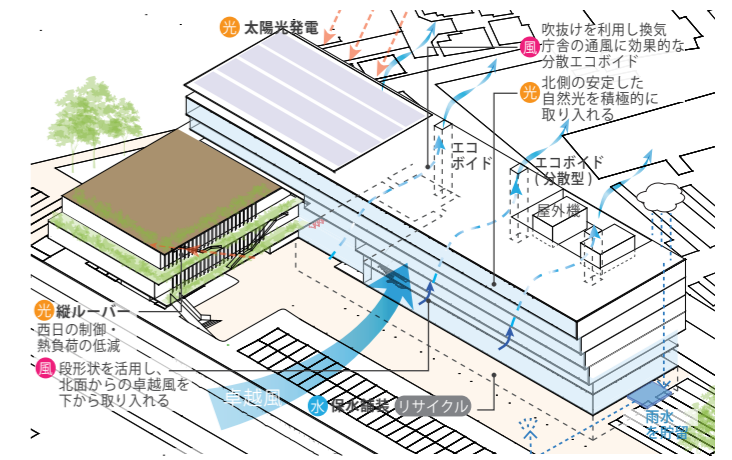 光 太陽光発電
風 吹抜けを利用し換気
庁舎の通風に効果的な
分散エコボイド
光 北側の安定した
自然光を積極的に
取り入れる
エコ
ボイド
エコボイド
(分散型)
屋外機
光 縦ルーバー
西日の制御・
熱負荷の低減
風 段形状を活用し、
北面からの卓越風を
下から取り入れる
卓越風
水 保水舗装 リサイクル
雨水
を貯留